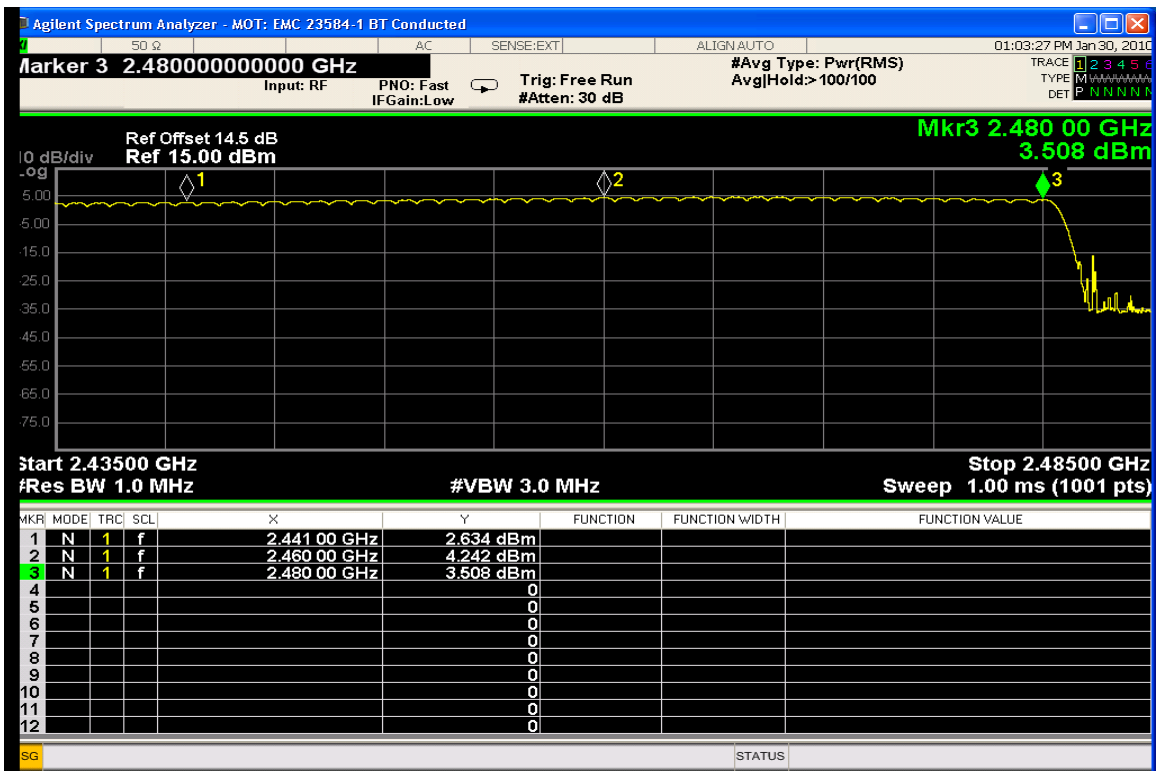 Agilent Spectrum Analyzer - MOT: EMC 23584-1 BT Conducted
50 Ω AC SENSE:EXT ALIGNAUTO 01:03:27 PM Jan 30, 2010
Marker 3 2.480000000000 GHz
Input: RF
PNO: Fast
IFGain:Low
Trig: Free Run
#Atten: 30 dB
#Avg Type: Pwr(RMS)
Avg|Hold:>100/100
TRACE 1 2 3 4 5 6
TYPE M
DET P N N N N N
Mkr3 2.480 00 GHz
3.508 dBm
Ref Offset 14.5 dB
10 dB/div Ref 15.00 dBm
Log
1
2
3
5.00
-5.00
-15.0
-25.0
-35.0
-45.0
-55.0
-65.0
-75.0
Start 2.43500 GHz Stop 2.48500 GHz
#Res BW 1.0 MHz #VBW 3.0 MHz Sweep 1.00 ms (1001 pts)
MKR MODE TRC SCL X Y FUNCTION FUNCTION WIDTH FUNCTION VALUE
1 N 1 f 2.441 00 GHz 2.634 dBm
2 N 1 f 2.460 00 GHz 4.242 dBm
3 N 1 f 2.480 00 GHz 3.508 dBm
4 0
5 0
6 0
7 0
8 0
9 0
10 0
11 0
12 0
SG STATUS